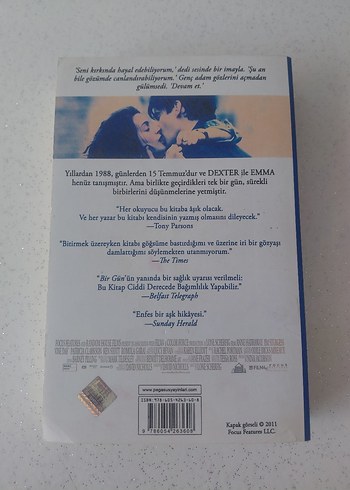 'Seni kırkında hayal edebiliyorum,' dedi sesinde bir imayla. 'Şu an
bile gözümde canlandırabiliyorum.' Genç adam gözlerini açmadan
gülümsedi. 'Devam et.'
Yıllardan 1988, günlerden 15 Temmuz'dur ve DEXTER ile EMMA
henüz tanışmıştır. Ama birlikte geçirdikleri tek bir gün, sürekli
birbirlerini düşünmelerine yetmiştir.
"Her okuyucu bu kitaba âşık olacak.
Ve her yazar bu kitabı kendisinin yazmış olmasını dileyecek."
—Tony Parsons
"Bitirmek üzereyken kitabı göğsüme bastırdığımı ve üzerine iri bir gözyaşı
damlattığımı söylemekten utanmıyorum."
—The Times
"Bir Gün'ün yanında bir sağlık uyarısı verilmeli:
Bu Kitap Ciddi Derecede Bağımlılık Yapabilir."
—Belfast Telegraph
"Enfes bir aşk hikâyesi."
—Sunday Herald
www.pegasusyayinlari.com
Kapak görseli © 2011
Focus Features LLC.